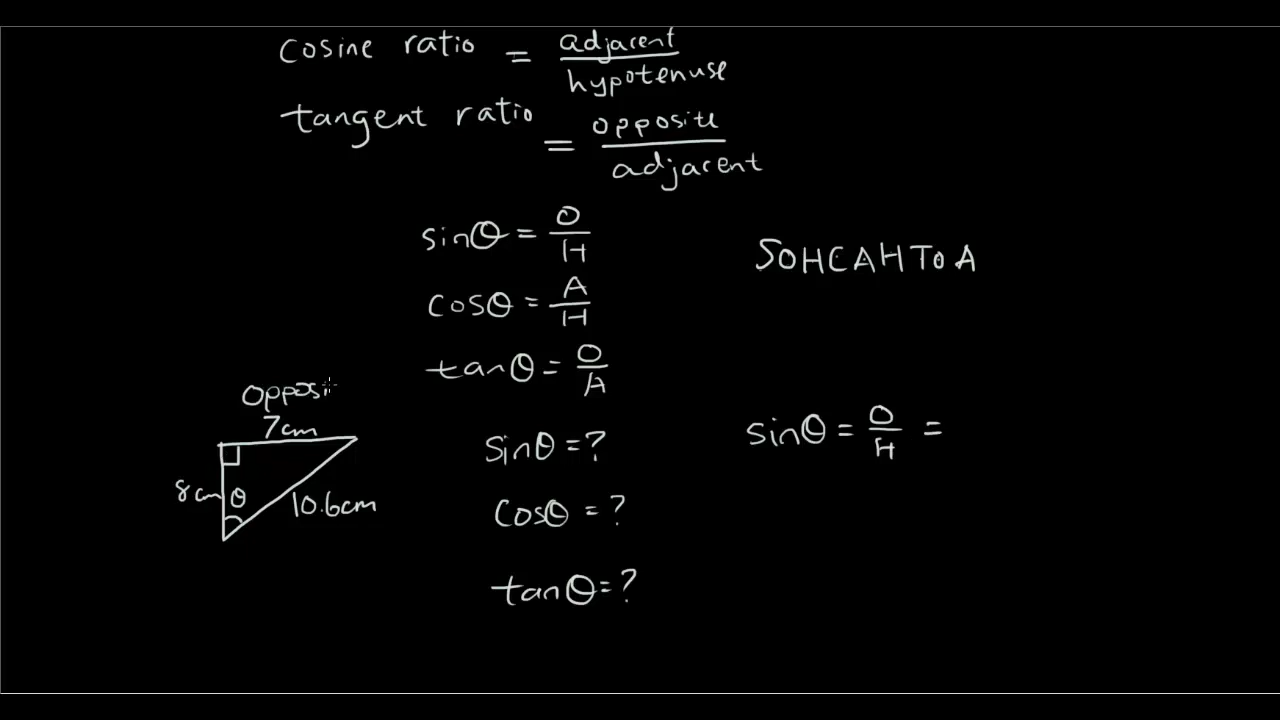 cosine ratio = adjacent/hypotenuse
tangent ratio = opposite/adjacent
sinθ = O/H
SOHCAHToA
cosθ = A/H
tanθ = O/A
opposi
7cm
sinθ = ?
sinθ = O/H =
8cm
θ
10.6cm
cosθ = ?
tanθ = ?